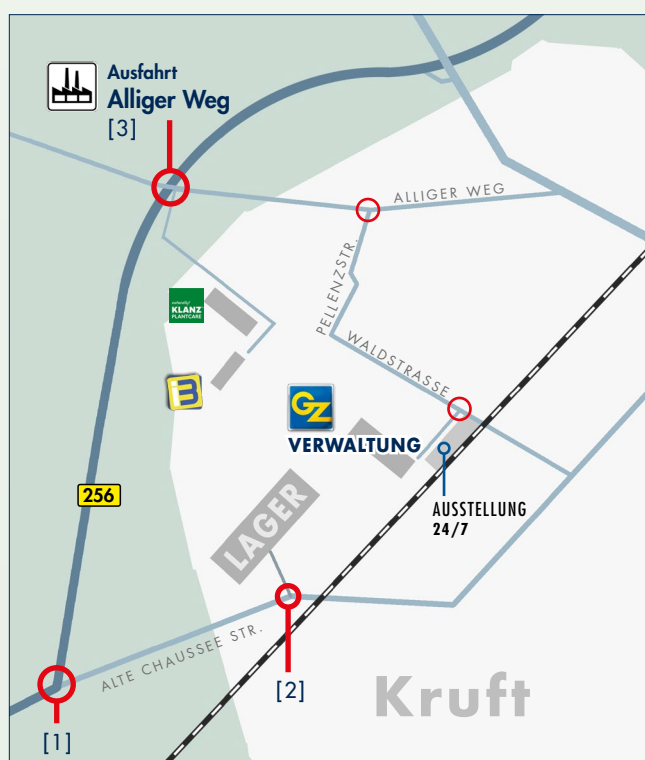 Ausfahrt
Alliger Weg
[3]
ALLIGER WEG
PELLENZSTR.
KLANZ
PLANTCARE
WALDSTRASSE
iB
GZ
VERWALTUNG
256
LAGER
AUSSTELLUNG
24/7
ALTE CHAUSSEE STR.
[2]
Kruft
[1]